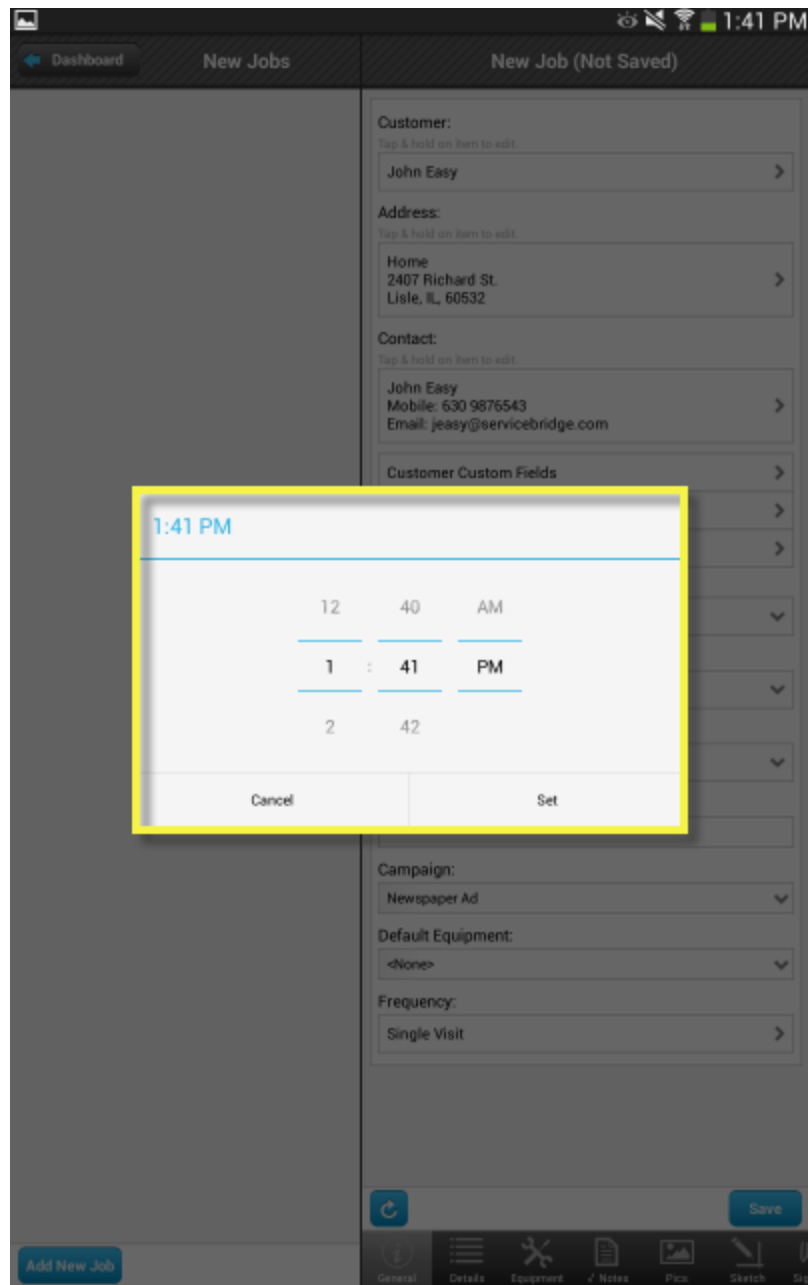 1:41 PM
Dashboard
New Jobs
New Job (Not Saved)
Customer:
Tap & hold on item to edit.
John Easy
Address:
Tap & hold on item to edit.
Home
2407 Richard St.
Lisle, IL, 60532
Contact:
Tap & hold on item to edit.
John Easy
Mobile: 630 9876543
Email: jeasy@servicebridge.com
Customer Custom Fields
1:41 PM
12 40 AM
1 : 41 PM
2 42
Cancel Set
Campaign:
Newspaper Ad
Default Equipment:
<None>
Frequency:
Single Visit
Save
Add New Job
General Details Equipment √ Notes Pics Sketch